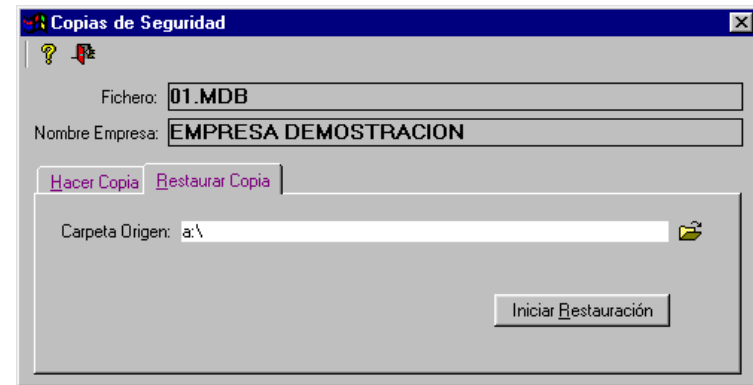 Copias de Seguridad
Fichero: 01.MDB
Nombre Empresa: EMPRESA DEMOSTRACION
Hacer Copia Restaurar Copia
Carpeta Origen: a:\
Iniciar Restauración